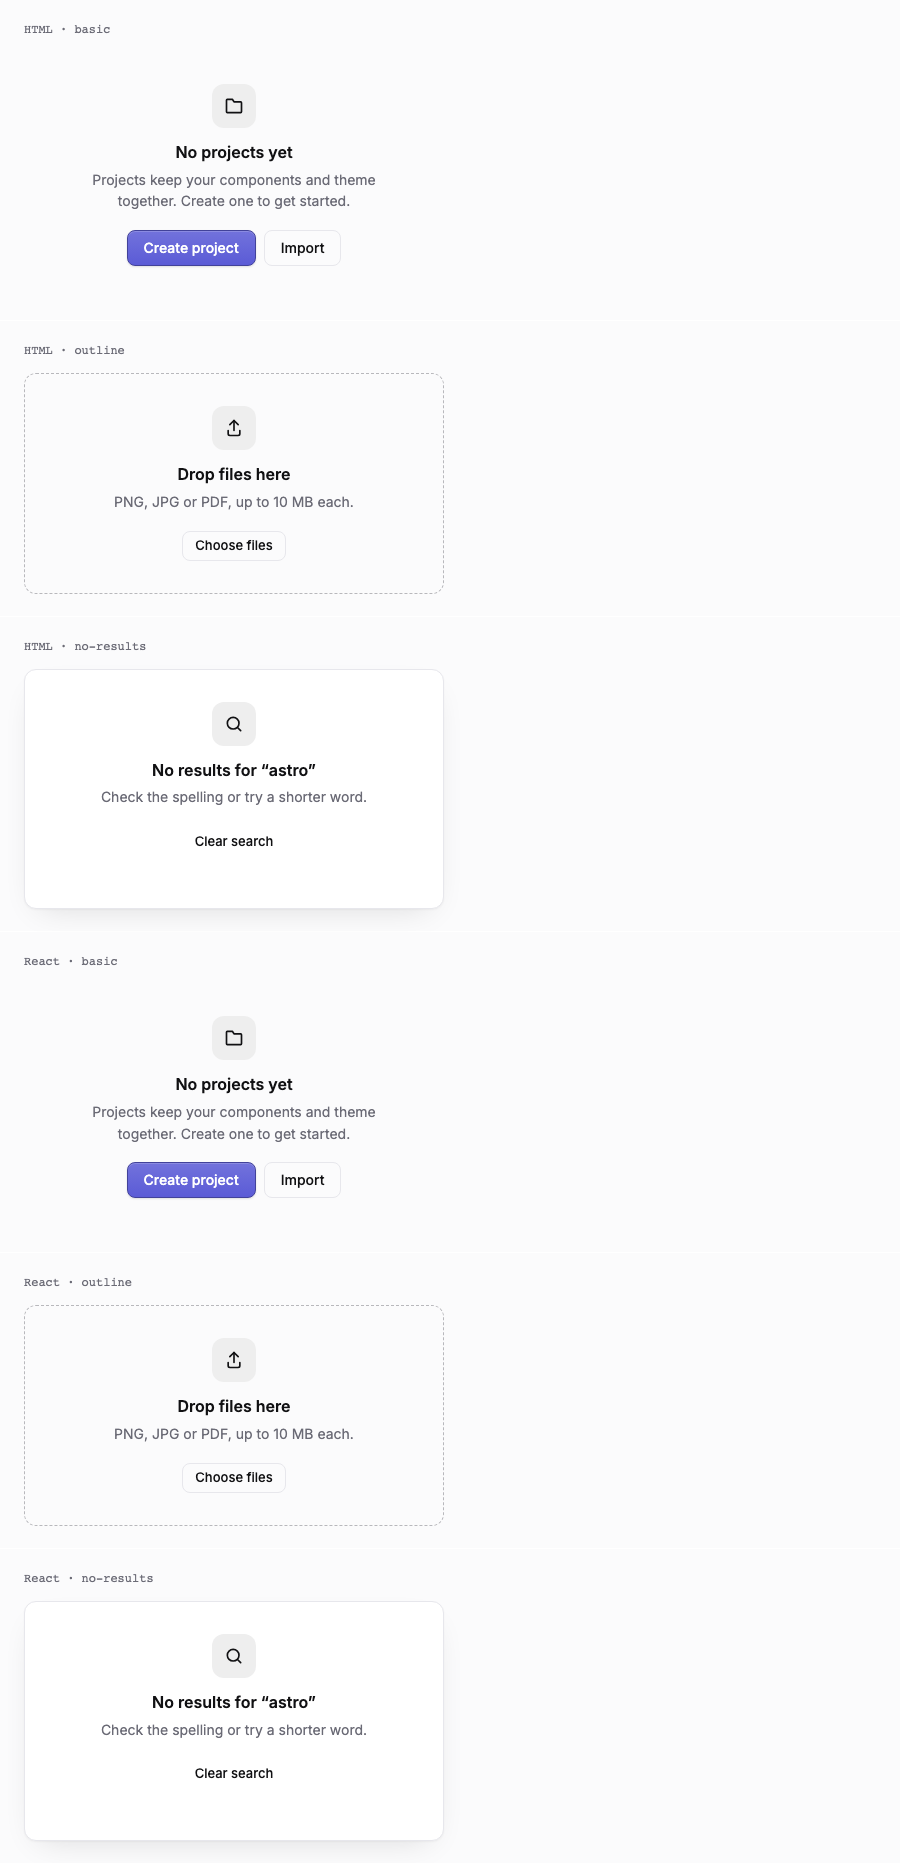 HTML · basic
No projects yet
Projects keep your components and theme
together. Create one to get started.
Create project Import
HTML · outline
Drop files here
PNG, JPG or PDF, up to 10 MB each.
Choose files
HTML · no-results
No results for “astro”
Check the spelling or try a shorter word.
Clear search
React · basic
No projects yet
Projects keep your components and theme
together. Create one to get started.
Create project Import
React · outline
Drop files here
PNG, JPG or PDF, up to 10 MB each.
Choose files
React · no-results
No results for “astro”
Check the spelling or try a shorter word.
Clear search